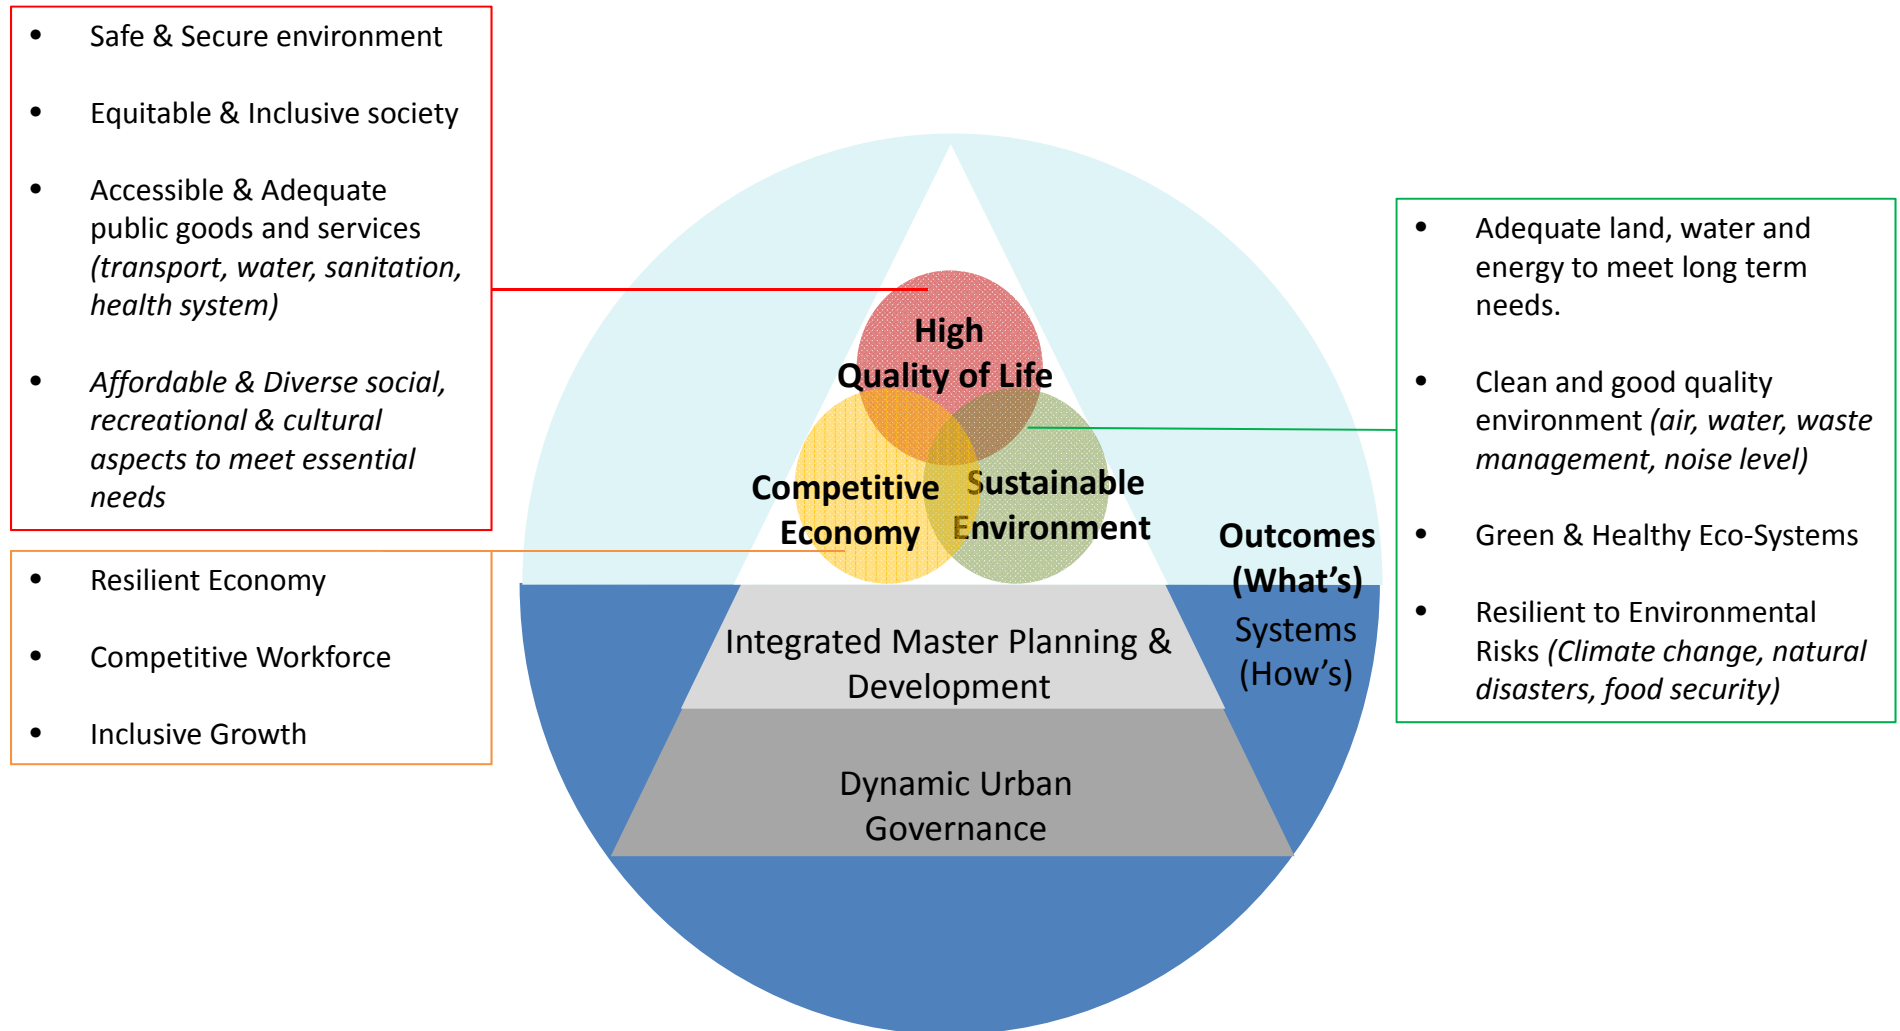 • Safe & Secure environment
• Equitable & Inclusive society
• Accessible & Adequate
public goods and services
(transport, water, sanitation,
health system)
• Affordable & Diverse social,
recreational & cultural
aspects to meet essential
needs
• Resilient Economy
• Competitive Workforce
• Inclusive Growth
High
Quality of Life
Competitive
Economy
Sustainable
Environment
Outcomes
(What’s)
Systems
(How’s)
Integrated Master Planning &
Development
Dynamic Urban
Governance
• Adequate land, water and
energy to meet long term
needs.
• Clean and good quality
environment (air, water, waste
management, noise level)
• Green & Healthy Eco-Systems
• Resilient to Environmental
Risks (Climate change, natural
disasters, food security)